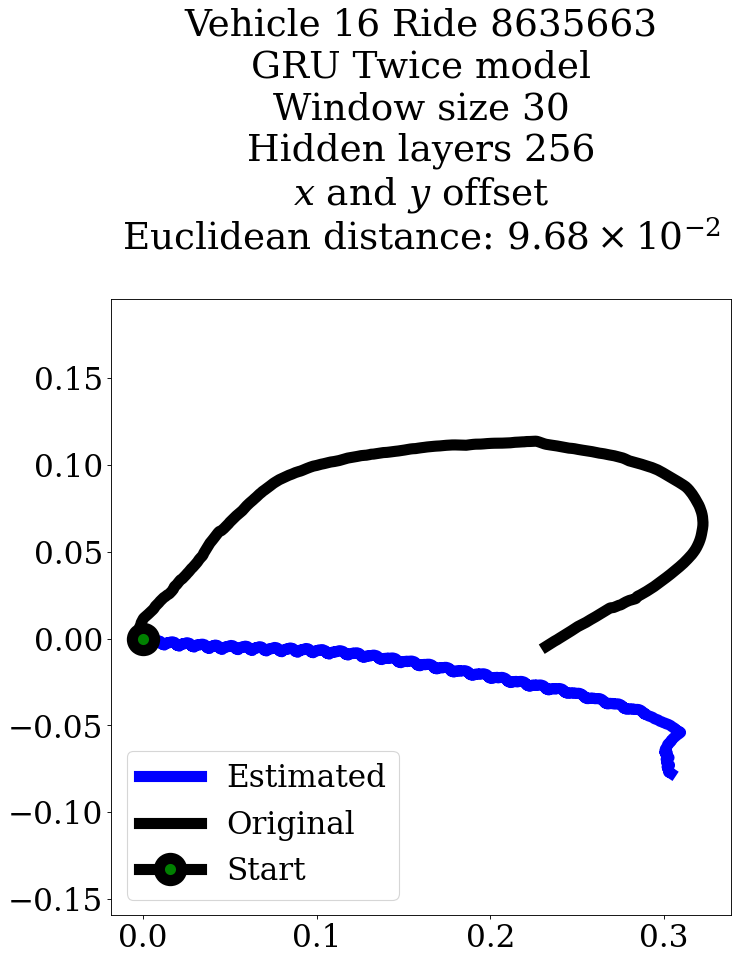 Vehicle 16 Ride 8635663
GRU Twice model
Window size 30
Hidden layers 256
x and y offset
Euclidean distance: 9.68 × 10⁻²
0.15
0.10
0.05
0.00
−0.05
−0.10
−0.15
Estimated
Original
Start
0.0 0.1 0.2 0.3